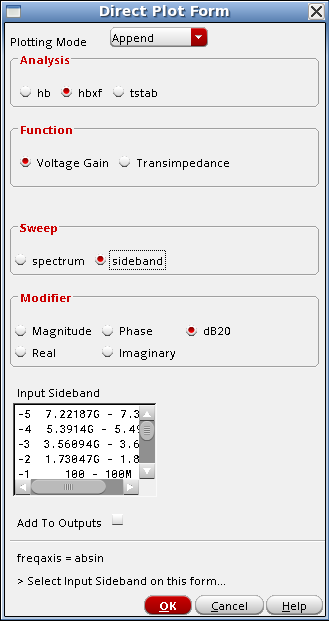 Direct Plot Form
Plotting Mode Append
Analysis
hb hbxf tstab
Function
Voltage Gain Transimpedance
Sweep
spectrum sideband
Modifier
Magnitude Phase dB20
Real Imaginary
Input Sideband
-5 7.22187G - 7.3
-4 5.3914G - 5.49
-3 3.56094G - 3.6
-2 1.73047G - 1.8
-1 100 - 100M
Add To Outputs
freqaxis = absin
> Select Input Sideband on this form...
OK Cancel Help